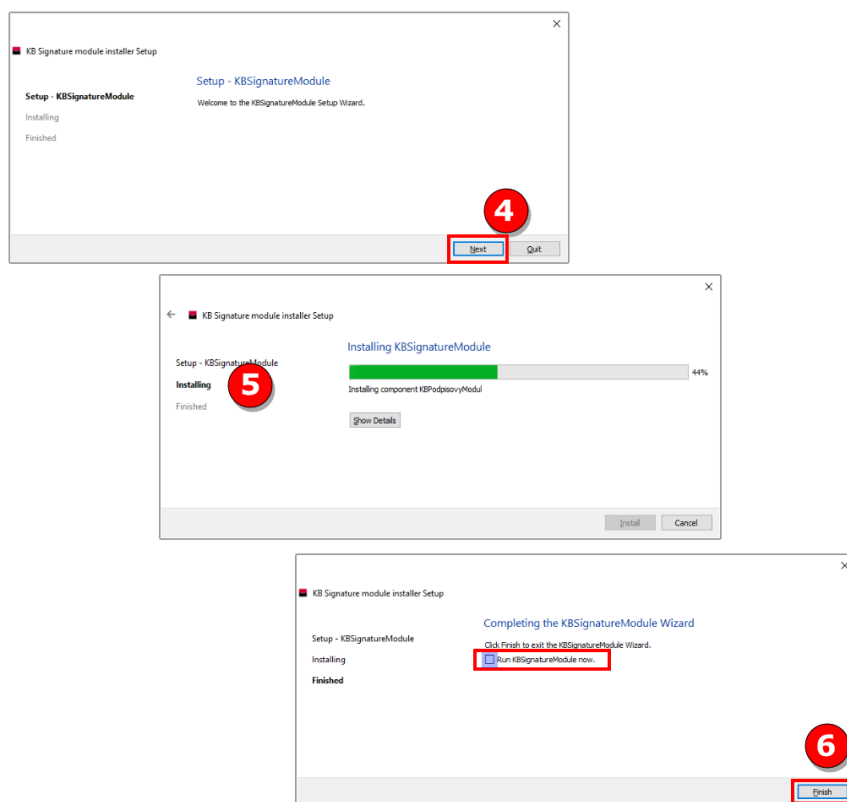 KB Signature module installer Setup
Setup - KBSignatureModule
Setup - KBSignatureModule
Welcome to the KBSignatureModule Setup Wizard.
Installing
Finished
4
Next
Quit
KB Signature module installer Setup
Installing KBSignatureModule
Setup - KBSignatureModule
44%
Installing
5
Installing component KBPodpisovyModul
Finished
Show Details
Install
Cancel
KB Signature module installer Setup
Completing the KBSignatureModule Wizard
Setup - KBSignatureModule
Click Finish to exit the KBSignatureModule Wizard.
Installing
Run KBSignatureModule now.
Finished
6
Finish